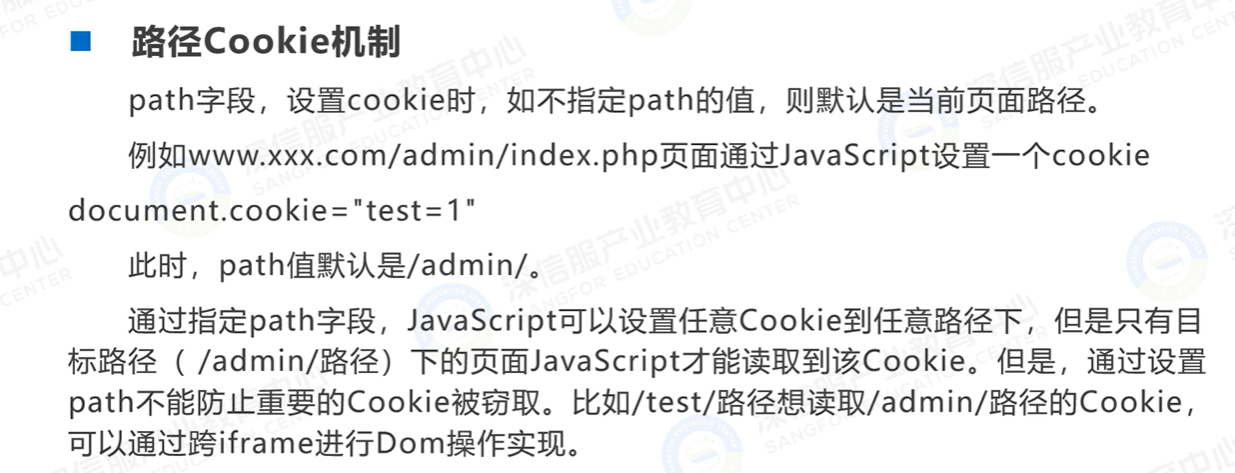 路径Cookie机制
path字段，设置cookie时，如不指定path的值，则默认是当前页面路径。
例如www.xxx.com/admin/index.php页面通过JavaScript设置一个cookie
document.cookie="test=1"
此时，path值默认是/admin/。
通过指定path字段，JavaScript可以设置任意Cookie到任意路径下，但是只有目
标路径（ /admin/路径）下的页面JavaScript才能读取到该Cookie。但是，通过设置
path不能防止重要的Cookie被窃取。比如/test/路径想读取/admin/路径的Cookie，
可以通过跨iframe进行Dom操作实现。
深信服产业教育中心
SANGFOR EDUCATION CENTER